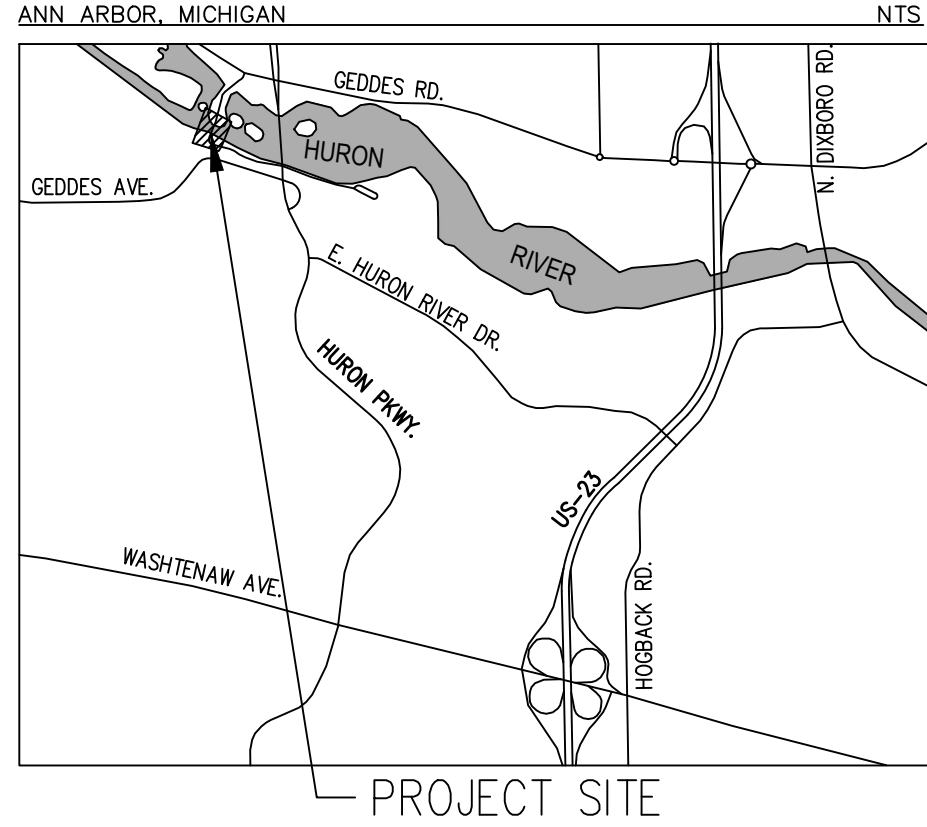 ANN ARBOR, MICHIGAN
NTS
GEDDES RD.
N. DIXBORO RD.
HURON
GEDDES AVE.
RIVER
E. HURON RIVER DR.
HURON PKWY.
US-23
WASHTENAW AVE.
HOGBACK RD.
PROJECT SITE